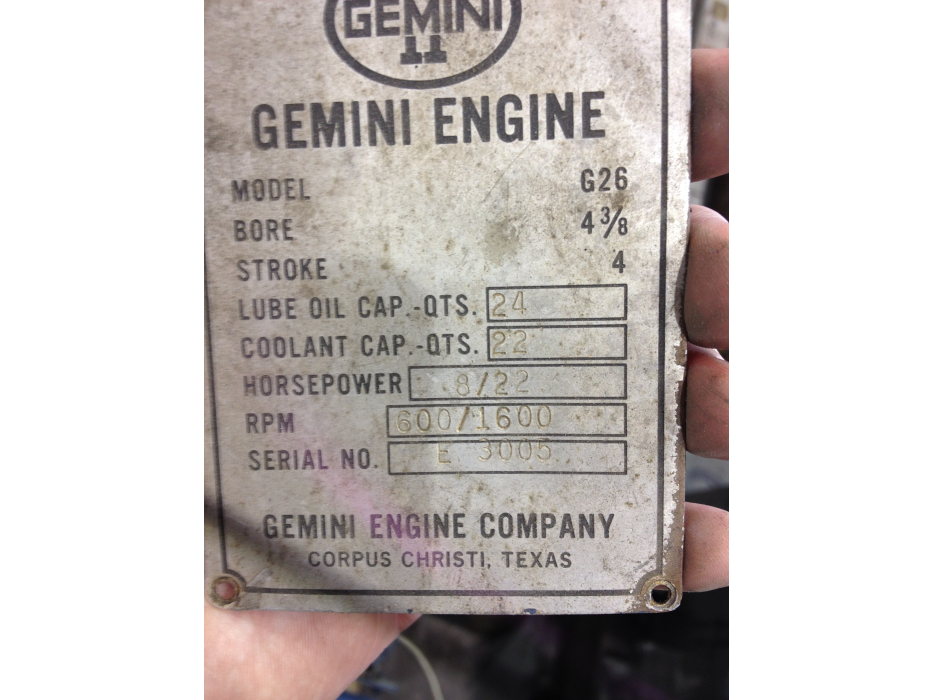 GEMINI
II
GEMINI ENGINE
MODEL G26
BORE 4 3/8
STROKE 4
LUBE OIL CAP.-QTS. 24
COOLANT CAP.-QTS. 22
HORSEPOWER 8/22
RPM 600/1600
SERIAL NO. E 3005
GEMINI ENGINE COMPANY
CORPUS CHRISTI, TEXAS